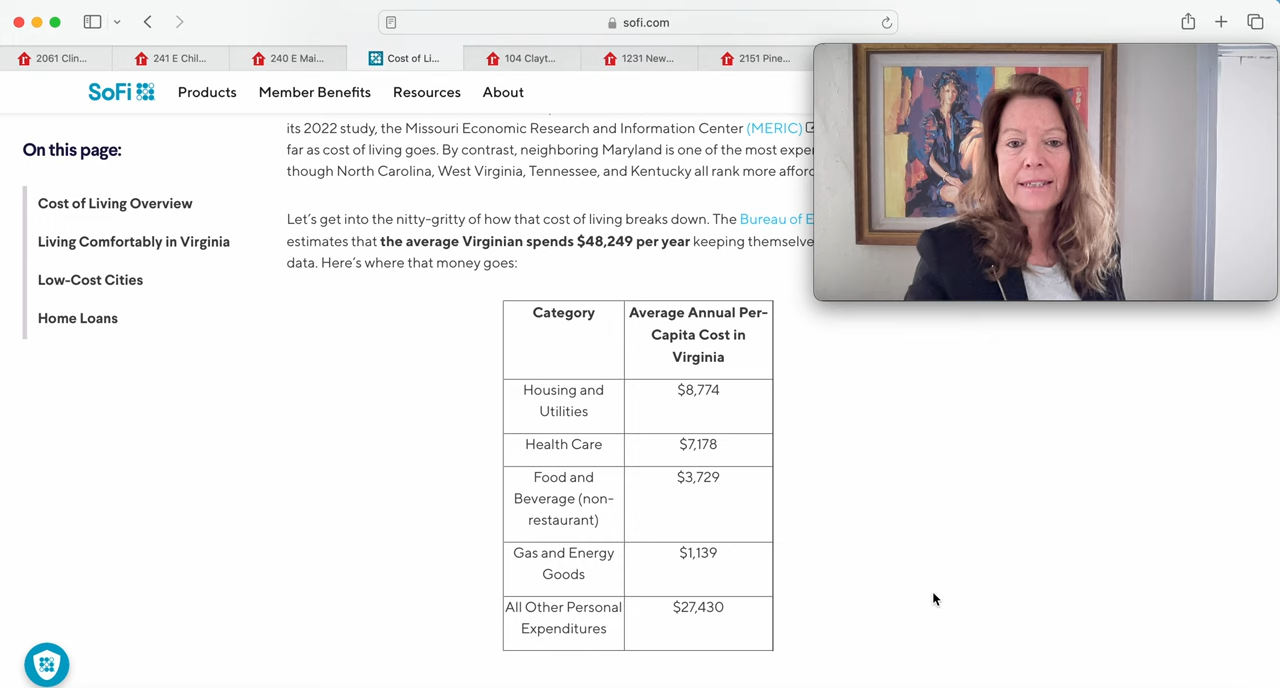 sofi.com
2061 Clin...
241 E Chil...
240 E Mai...
Cost of Li...
104 Clayt...
1231 New...
2151 Pine...
SoFi
Products
Member Benefits
Resources
About
On this page:
Cost of Living Overview
Living Comfortably in Virginia
Low-Cost Cities
Home Loans
its 2022 study, the Missouri Economic Research and Information Center (MERIC)
far as cost of living goes. By contrast, neighboring Maryland is one of the most
though North Carolina, West Virginia, Tennessee, and Kentucky all rank more
Let's get into the nitty-gritty of how that cost of living breaks down. The Bureau of
estimates that the average Virginian spends $48,249 per year keeping
data. Here's where that money goes:
Category
Average Annual Per-
Capita Cost in
Virginia
Housing and
Utilities
$8,774
Health Care
$7,178
Food and
Beverage (non-
restaurant)
$3,729
Gas and Energy
Goods
$1,139
All Other Personal
Expenditures
$27,430